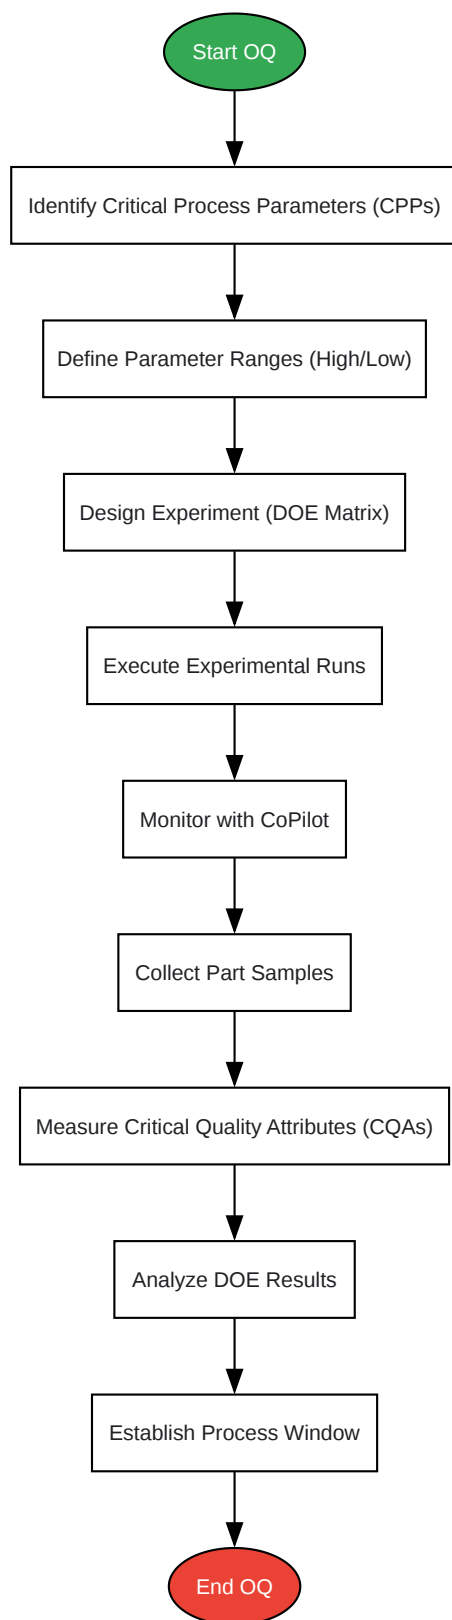 Start OQ
Identify Critical Process Parameters (CPPs)
Define Parameter Ranges (High/Low)
Design Experiment (DOE Matrix)
Execute Experimental Runs
Monitor with CoPilot
Collect Part Samples
Measure Critical Quality Attributes (CQAs)
Analyze DOE Results
Establish Process Window
End OQ